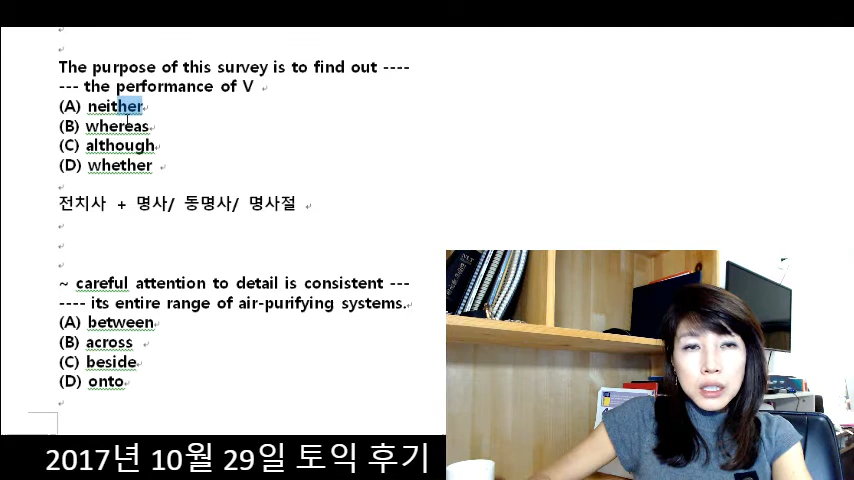 The purpose of this survey is to find out ----
--- the performance of V
(A) neither
(B) whereas
(C) although
(D) whether
전치사 + 명사/ 동명사/ 명사절
~ careful attention to detail is consistent ---
---- its entire range of air-purifying systems.
(A) between
(B) across
(C) beside
(D) onto
2017년 10월 29일 토익 후기